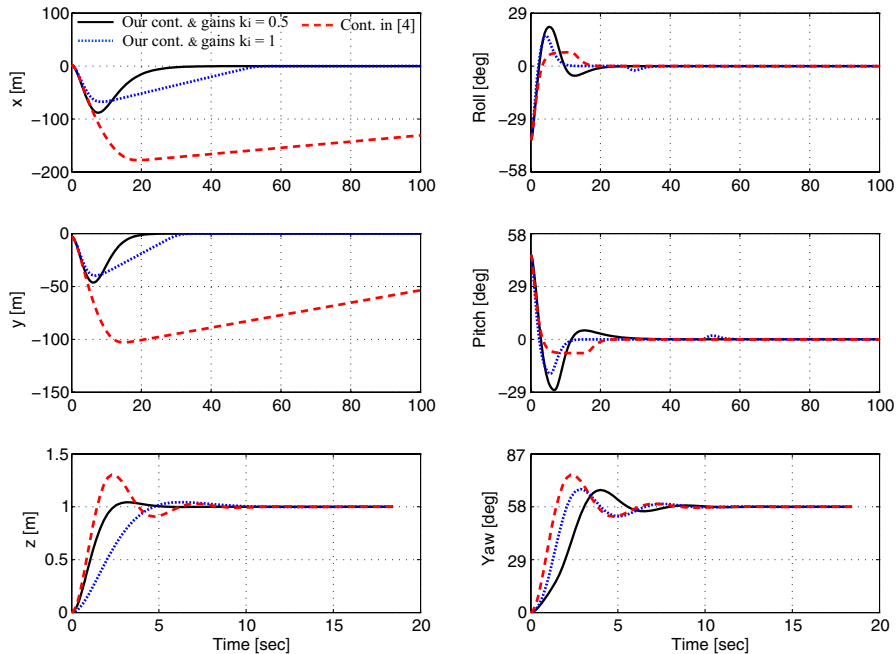 Our cont. & gains ki = 0.5
Our cont. & gains ki = 1
Cont. in [4]
x [m]
0
−100
−200
0 20 40 60 80 100
Roll [deg]
29
0
−29
−58
0 20 40 60 80 100
y [m]
0
−50
−100
−150
0 20 40 60 80 100
Pitch [deg]
58
29
0
−29
0 20 40 60 80 100
z [m]
1.5
1
0.5
0
0 5 10 15 20
Time [sec]
Yaw [deg]
87
58
29
0
0 5 10 15 20
Time [sec]